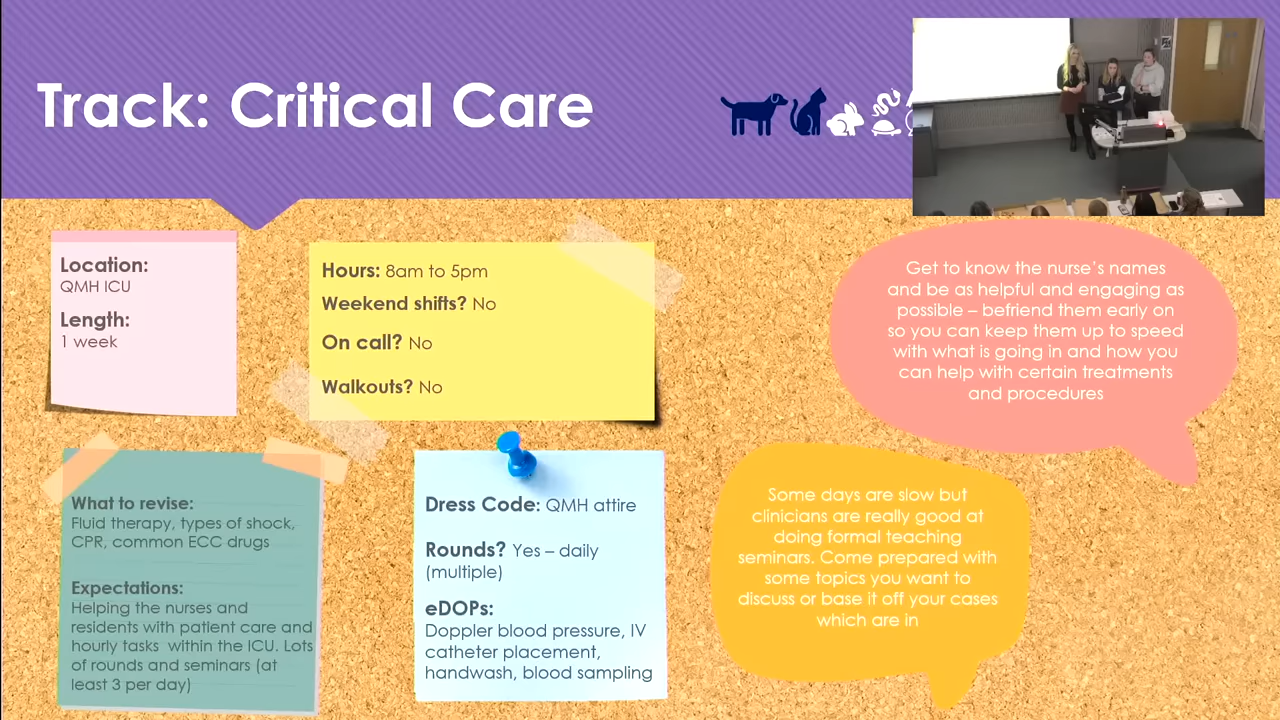 Track: Critical Care
Location:
QMH ICU
Length:
1 week
Hours: 8am to 5pm
Weekend shifts? No
On call? No
Walkouts? No
Get to know the nurse's names
and be as helpful and engaging as
possible – befriend them early on
so you can keep them up to speed
with what is going in and how you
can help with certain treatments
and procedures
What to revise:
Fluid therapy, types of shock,
CPR, common ECC drugs
Expectations:
Helping the nurses and
residents with patient care and
hourly tasks within the ICU. Lots
of rounds and seminars (at
least 3 per day)
Dress Code: QMH attire
Rounds? Yes – daily
(multiple)
eDOPs:
Doppler blood pressure, IV
catheter placement,
handwash, blood sampling
Some days are slow but
clinicians are really good at
doing formal teaching
seminars. Come prepared with
some topics you want to
discuss or base it off your cases
which are in